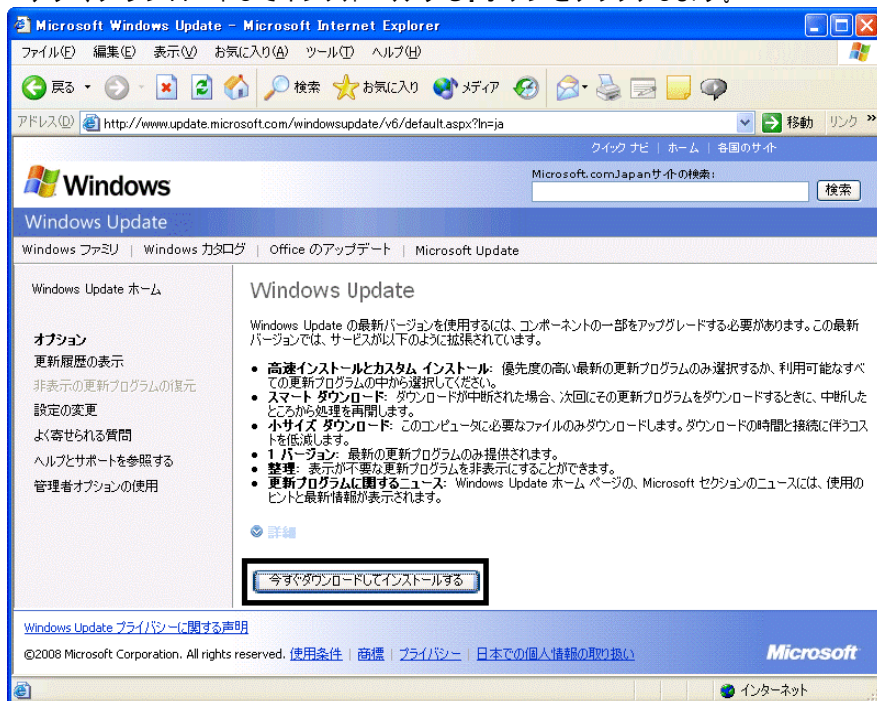 Microsoft Windows Update - Microsoft Internet Explorer
ファイル(F) 編集(E) 表示(V) お気に入り(A) ツール(T) ヘルプ(H)
戻る 検索 お気に入り メディア
アドレス(D) http://www.update.microsoft.com/windowsupdate/v6/default.aspx?ln=ja 移動 リンク »
クイック ナビ | ホーム | 各国のサイト
Windows
Microsoft.comJapanサイトの検索:
検索
Windows Update
Windows ファミリ | Windows カタログ | Office のアップデート | Microsoft Update
Windows Update ホーム
オプション
更新履歴の表示
非表示の更新プログラムの復元
設定の変更
よく寄せられる質問
ヘルプとサポートを参照する
管理者オプションの使用
Windows Update
Windows Update の最新バージョンを使用するには、コンポーネントの一部をアップグレードする必要があります。この最新
バージョンでは、サービスが以下のように拡張されています。
• 高速インストールとカスタム インストール: 優先度の高い最新の更新プログラムのみ選択するか、利用可能なすべ
ての更新プログラムの中から選択してください。
• スマート ダウンロード: ダウンロードが中断された場合、次回にその更新プログラムをダウンロードするときに、中断した
ところから処理を再開します。
• 小サイズ ダウンロード: このコンピュータに必要なファイルのみダウンロードします。ダウンロードの時間と接続に伴うコス
トを低減します。
• 1 バージョン: 最新の更新プログラムのみ提供されます。
• 整理: 表示が不要な更新プログラムを非表示にすることができます。
• 更新プログラムに関するニュース: Windows Update ホーム ページの、Microsoft セクションのニュースには、使用の
ヒントと最新情報が表示されます。
詳細
今すぐダウンロードしてインストールする
Windows Update プライバシーに関する声明
©2008 Microsoft Corporation. All rights reserved. 使用条件 | 商標 | プライバシー | 日本での個人情報の取り扱い
Microsoft
インターネット